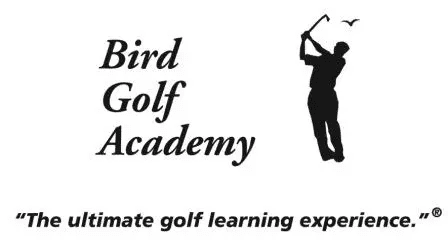 Bird
Golf
Academy
“The ultimate golf learning experience.”®